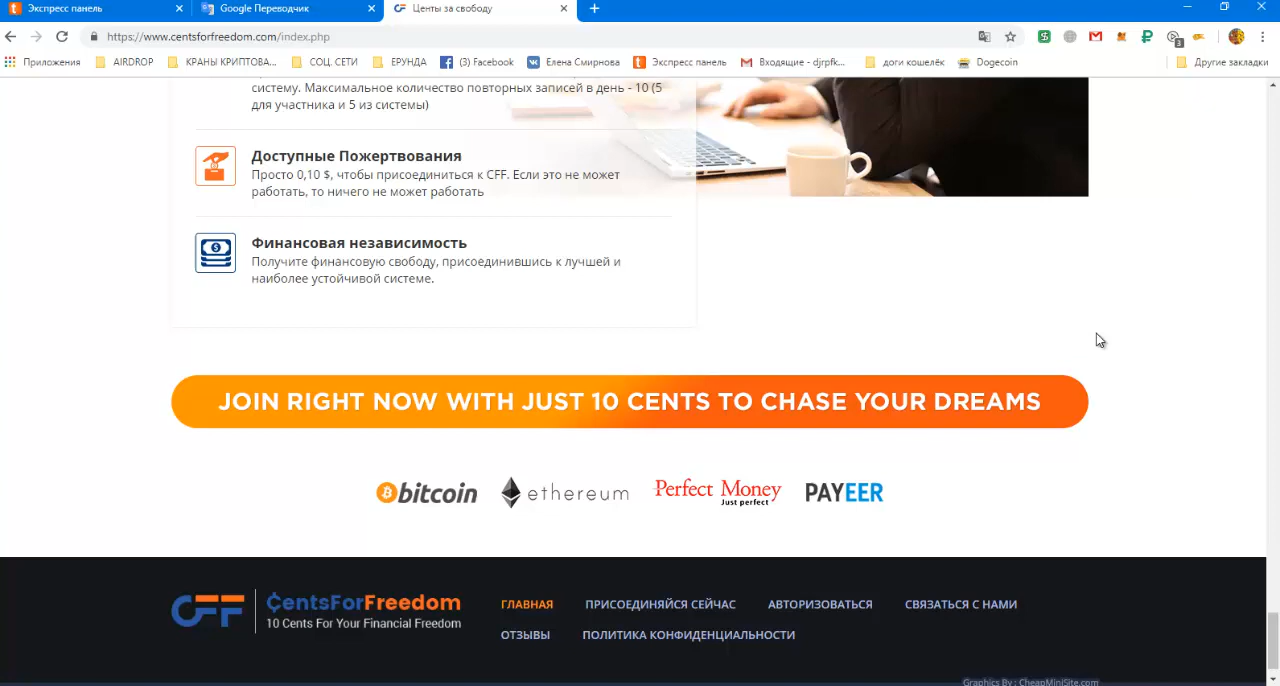 Экспресс панель
Google Переводчик
Центы за свободу
https://www.centsforfreedom.com/index.php
3
Приложения
AIRDROP
КРАНЫ КРИПТОВА...
СОЦ. СЕТИ
ЕРУНДА
(3) Facebook
Елена Смирнова
Экспресс панель
Входящие - djrpfk...
доги кошелёк
Dogecoin
Другие закладки
систему. Максимальное количество повторных записей в день - 10 (5
для участника и 5 из системы)
Доступные Пожертвования
Просто 0,10 $, чтобы присоединиться к CFF. Если это не может
работать, то ничего не может работать
Финансовая независимость
Получите финансовую свободу, присоединившись к лучшей и
наиболее устойчивой системе.
JOIN RIGHT NOW WITH JUST 10 CENTS TO CHASE YOUR DREAMS
bitcoin
ethereum
Perfect Money
Just perfect
PAYEER
CFF
¢entsForFreedom
10 Cents For Your Financial Freedom
ГЛАВНАЯ
ПРИСОЕДИНЯЙСЯ СЕЙЧАС
АВТОРИЗОВАТЬСЯ
СВЯЗАТЬСЯ С НАМИ
ОТЗЫВЫ
ПОЛИТИКА КОНФИДЕНЦИАЛЬНОСТИ
Graphics By : CheapMiniSite.com